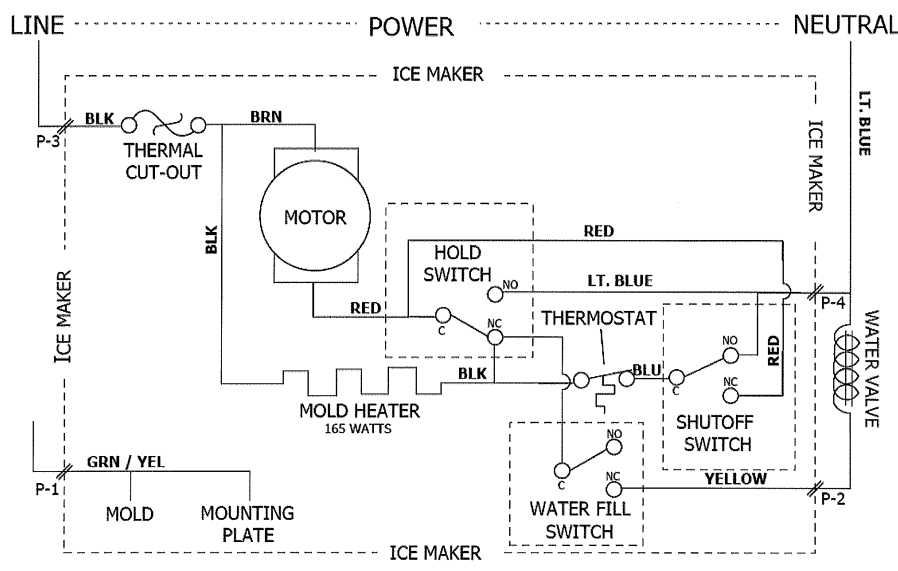 LINE
POWER
NEUTRAL
ICE MAKER
LT. BLUE
BLK
BRN
P-3
THERMAL
CUT-OUT
ICE MAKER
MOTOR
BLK
RED
HOLD
SWITCH
NO
LT. BLUE
P-4
ICE MAKER
RED
C
NC
THERMOSTAT
WATER VALVE
NO
RED
BLK
BLU
C
NC
MOLD HEATER
165 WATTS
SHUTOFF
SWITCH
NO
GRN / YEL
C
NC
YELLOW
P-1
P-2
MOLD
MOUNTING
PLATE
WATER FILL
SWITCH
ICE MAKER